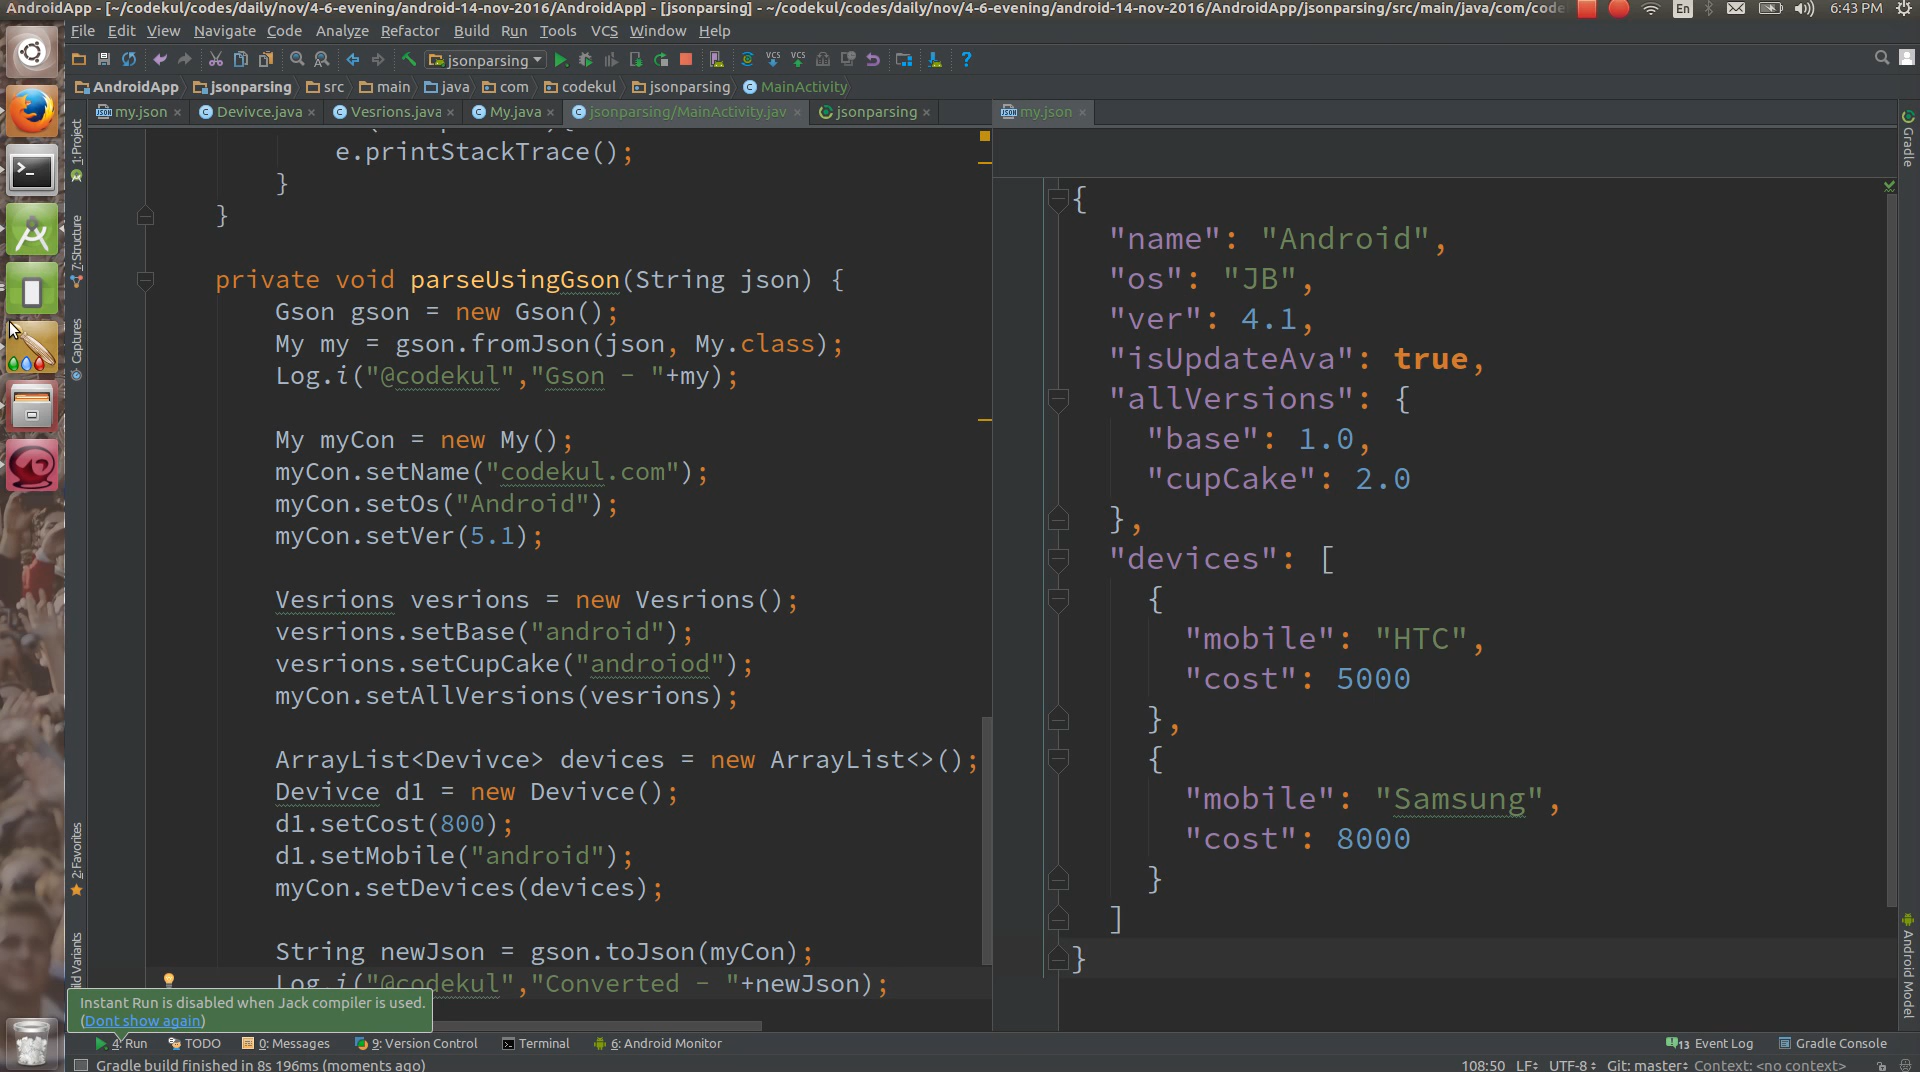 AndroidApp - [~/codekul/codes/daily/nov/4-6-evening/android-14-nov-2016/AndroidApp] - [jsonparsing] - ~/codekul/codes/daily/nov/4-6-evening/android-14-nov-2016/AndroidApp/jsonparsing/src/main/java/com/code
En
6:43 PM
File Edit View Navigate Code Analyze Refactor Build Run Tools VCS Window Help
jsonparsing
VCS VCS
?
AndroidApp jsonparsing src main java com codekul jsonparsing MainActivity
my.json Devivce.java Vesrions.java My.java jsonparsing/MainActivity.jav jsonparsing
my.json
1: Project
7: Structure
Captures
2: Favorites
ild Variants
Gradle
Android Model
e.printStackTrace();
}
}
private void parseUsingGson(String json) {
Gson gson = new Gson();
My my = gson.fromJson(json, My.class);
Log.i("@codekul","Gson - "+my);
My myCon = new My();
myCon.setName("codekul.com");
myCon.setOs("Android");
myCon.setVer(5.1);
Vesrions vesrions = new Vesrions();
vesrions.setBase("android");
vesrions.setCupCake("androiod");
myCon.setAllVersions(vesrions);
ArrayList<Devivce> devices = new ArrayList<>();
Devivce d1 = new Devivce();
d1.setCost(800);
d1.setMobile("android");
myCon.setDevices(devices);
String newJson = gson.toJson(myCon);
Log.i("@codekul","Converted - "+newJson);
{
"name": "Android",
"os": "JB",
"ver": 4.1,
"isUpdateAva": true,
"allVersions": {
"base": 1.0,
"cupCake": 2.0
},
"devices": [
{
"mobile": "HTC",
"cost": 5000
},
{
"mobile": "Samsung",
"cost": 8000
}
]
}
Instant Run is disabled when Jack compiler is used.
(Dont show again)
4: Run TODO 0: Messages 9: Version Control Terminal 6: Android Monitor
13 Event Log Gradle Console
Gradle build finished in 8s 196ms (moments ago)
108:50 LF UTF-8 Git: master Context: <no context>